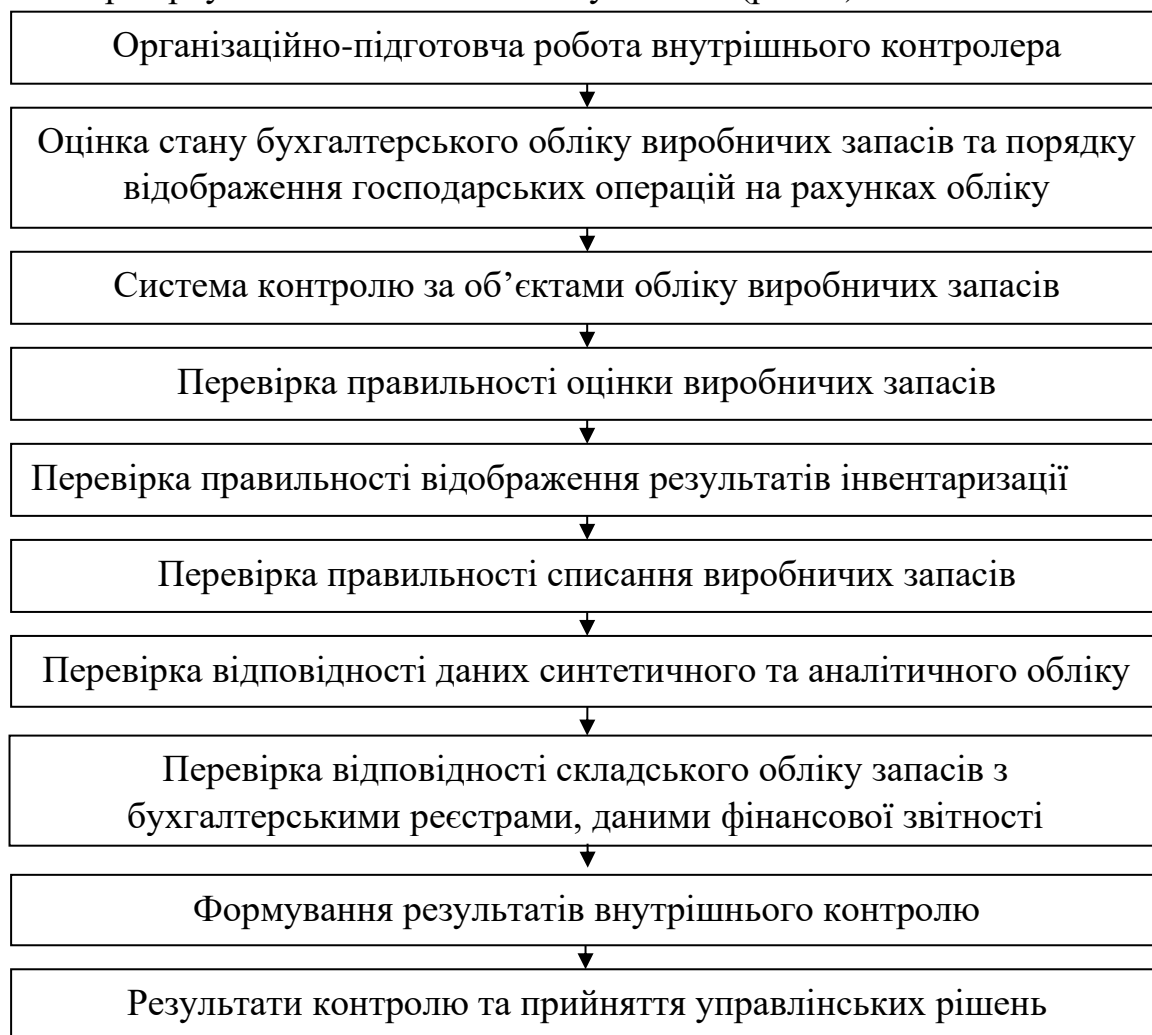 Організаційно-підготовча робота внутрішнього контролера
Оцінка стану бухгалтерського обліку виробничих запасів та порядку
відображення господарських операцій на рахунках обліку
Система контролю за об’єктами обліку виробничих запасів
Перевірка правильності оцінки виробничих запасів
Перевірка правильності відображення результатів інвентаризації
Перевірка правильності списання виробничих запасів
Перевірка відповідності даних синтетичного та аналітичного обліку
Перевірка відповідності складського обліку запасів з
бухгалтерськими реєстрами, даними фінансової звітності
Формування результатів внутрішнього контролю
Результати контролю та прийняття управлінських рішень